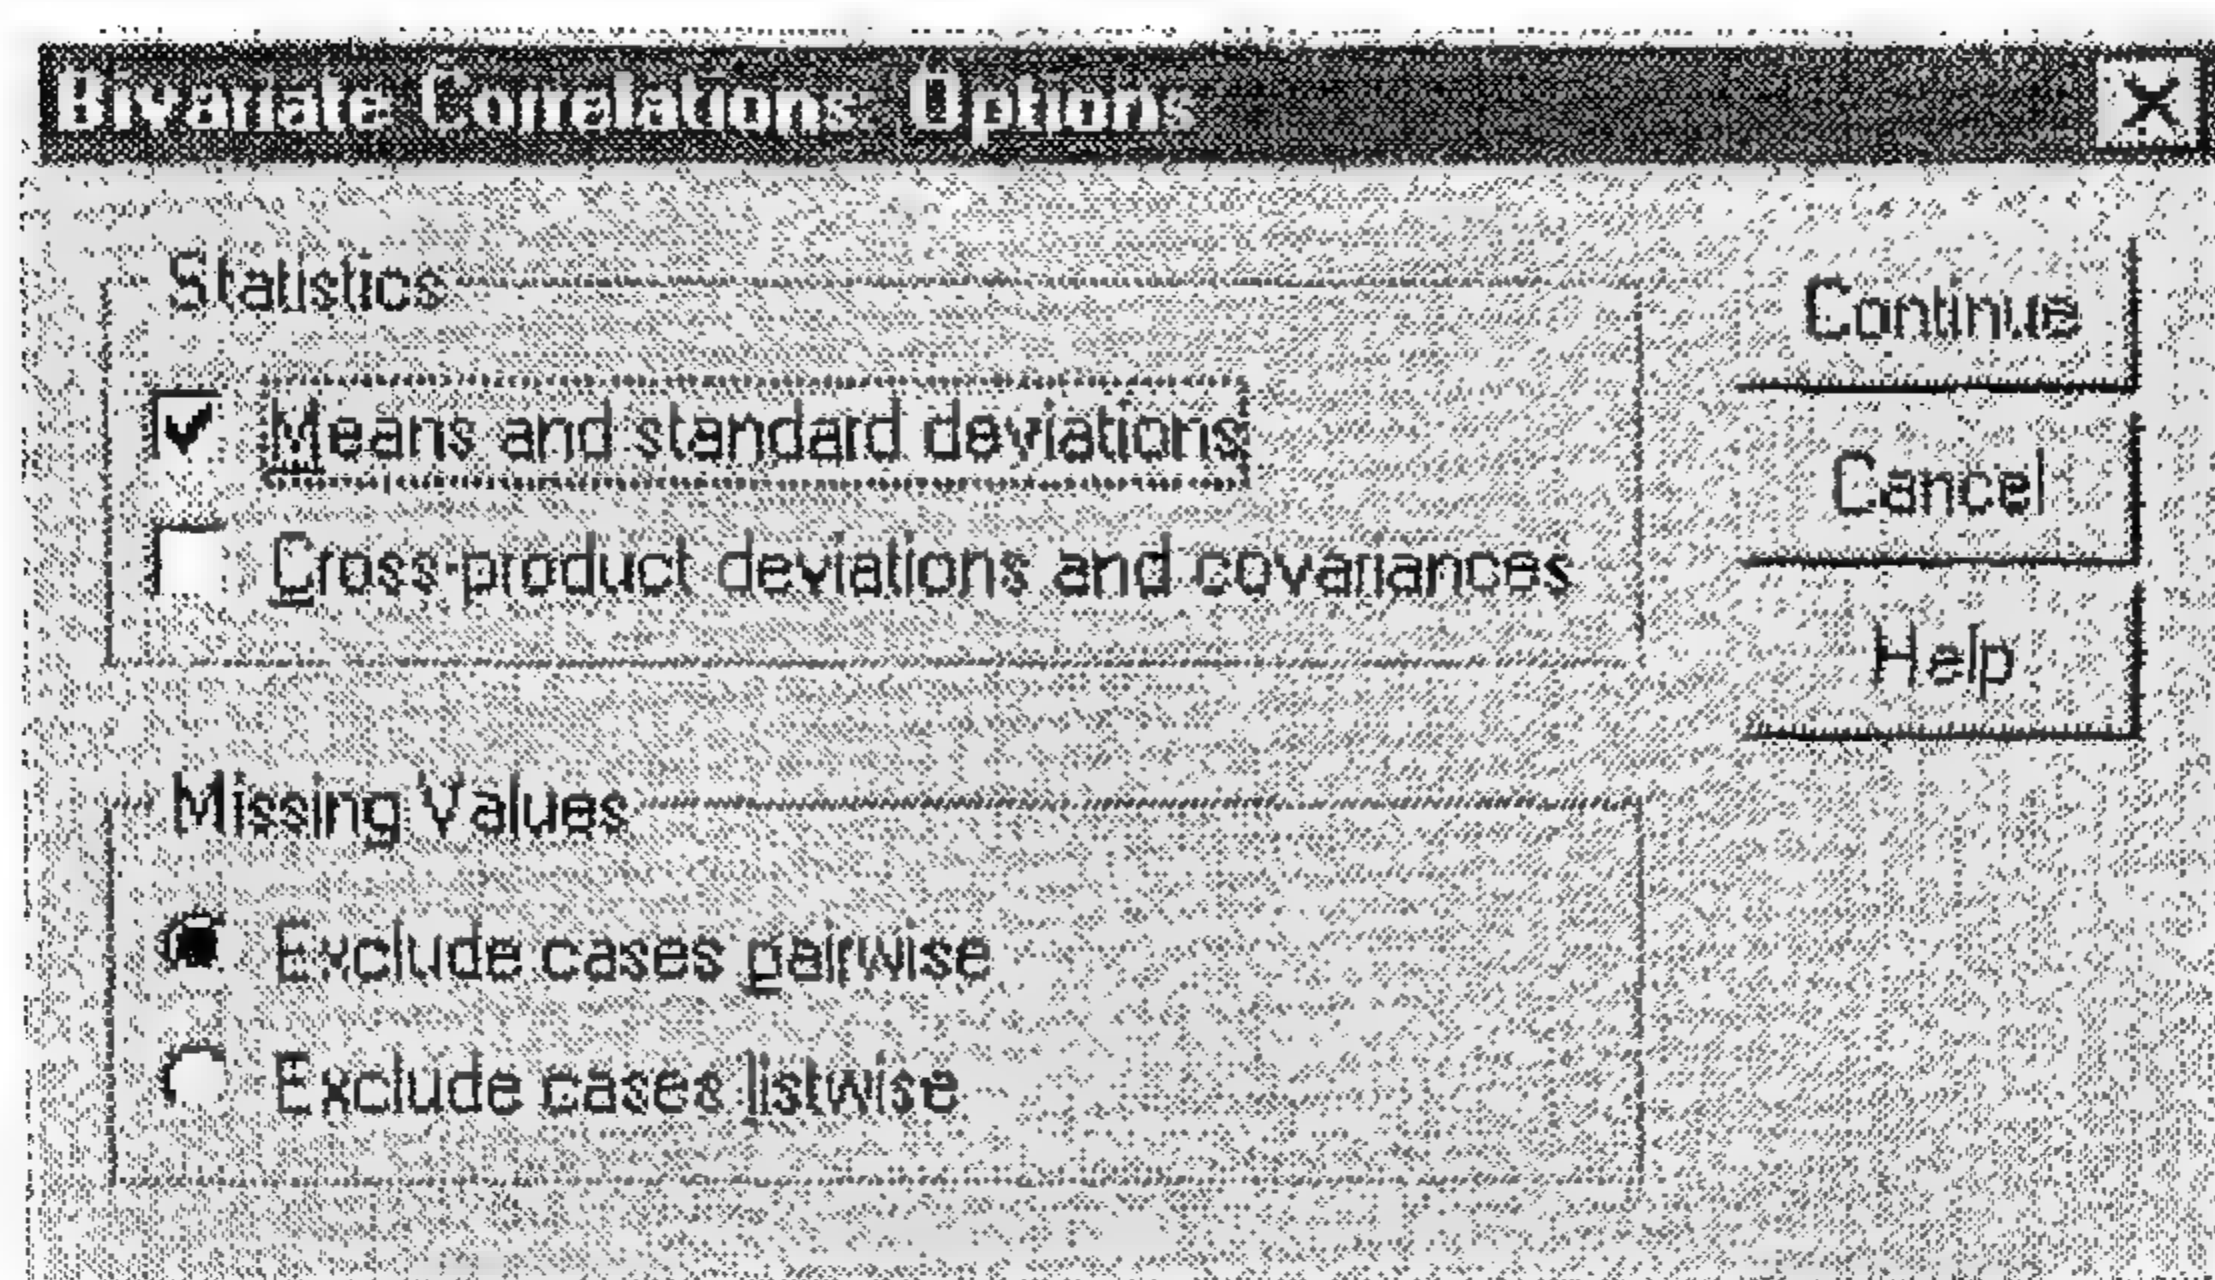 Bivariate Correlations: Options
Statistics
Means and standard deviations
Cross-product deviations and covariances
Missing Values
Exclude cases pairwise
Exclude cases listwise
Continue
Cancel
Help